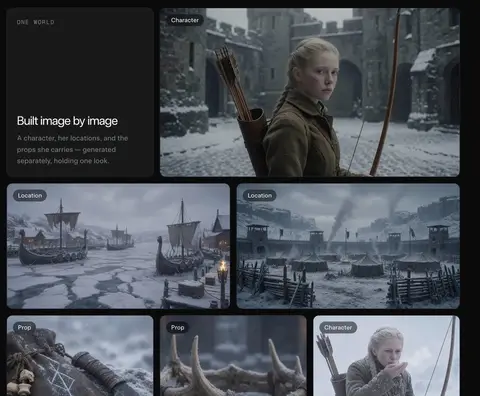 ONE WORLD
Character
Built image by image
A character, her locations, and the
props she carries — generated
separately, holding one look.
Location
Location
Prop
Prop
Character